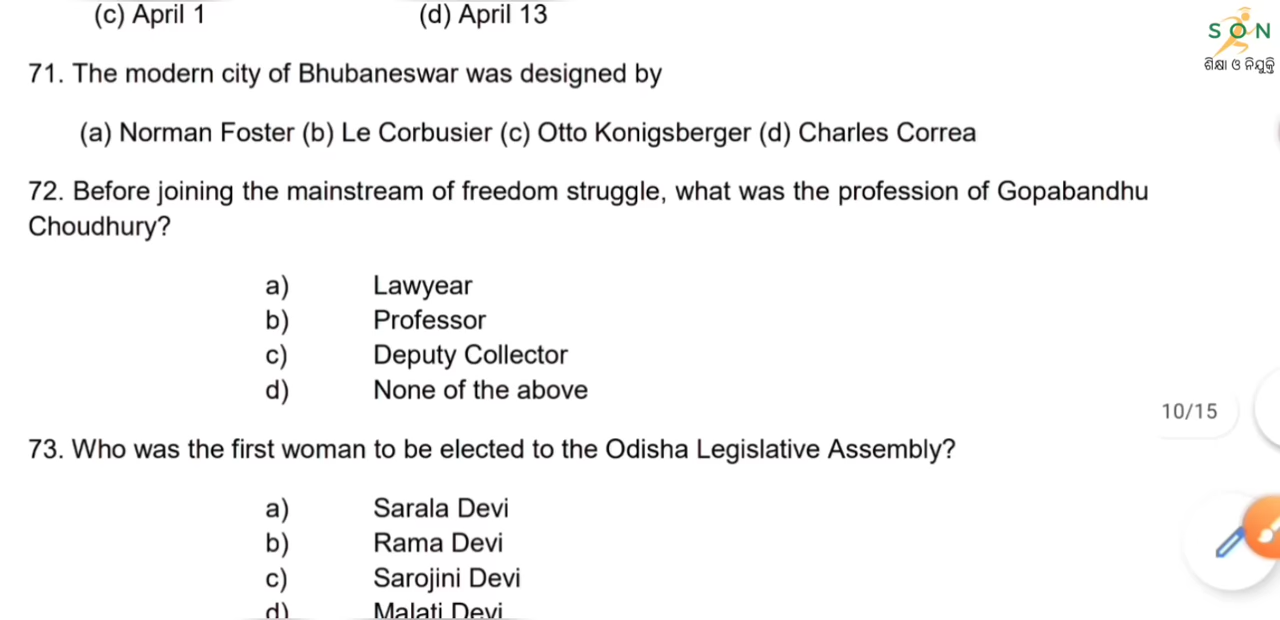 (c) April 1 (d) April 13
SON
ଶିକ୍ଷା ଓ ନିଯୁକ୍ତି
71. The modern city of Bhubaneswar was designed by
(a) Norman Foster (b) Le Corbusier (c) Otto Konigsberger (d) Charles Correa
72. Before joining the mainstream of freedom struggle, what was the profession of Gopabandhu
Choudhury?
a) Lawyear
b) Professor
c) Deputy Collector
d) None of the above
10/15
73. Who was the first woman to be elected to the Odisha Legislative Assembly?
a) Sarala Devi
b) Rama Devi
c) Sarojini Devi
d) Malati Devi